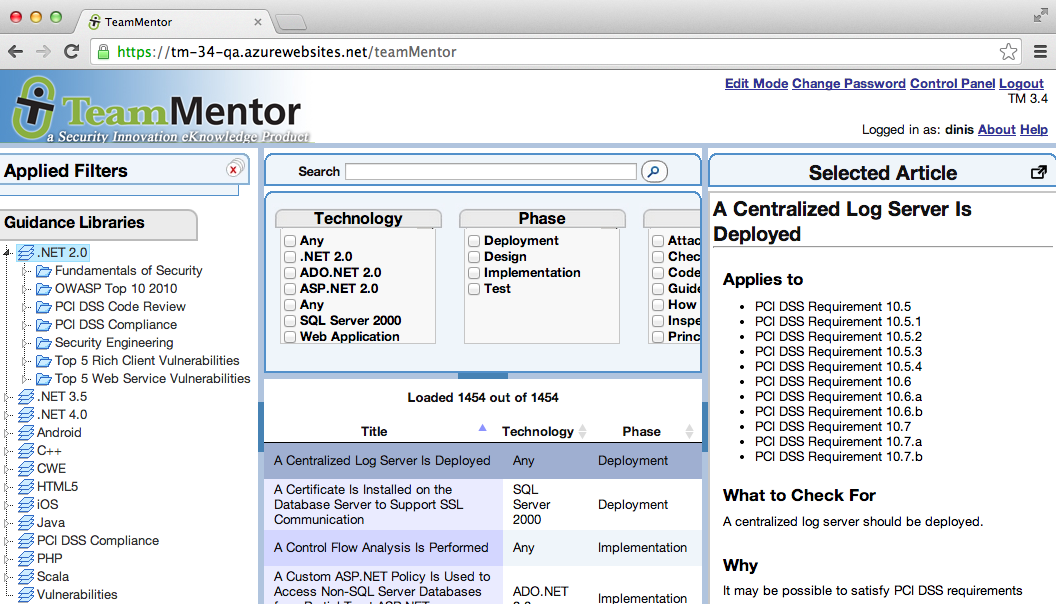 TeamMentor
https://tm-34-qa.azurewebsites.net/teamMentor
TeamMentor
a Security Innovation eKnowledge Product
Edit Mode Change Password Control Panel Logout
TM 3.4
Logged in as: dinis About Help
Applied Filters
Guidance Libraries
.NET 2.0
Fundamentals of Security
OWASP Top 10 2010
PCI DSS Code Review
PCI DSS Compliance
Security Engineering
Top 5 Rich Client Vulnerabilities
Top 5 Web Service Vulnerabilities
.NET 3.5
.NET 4.0
Android
C++
CWE
HTML5
iOS
Java
PCI DSS Compliance
PHP
Scala
Vulnerabilities
Search
Technology
Any
.NET 2.0
ADO.NET 2.0
ASP.NET 2.0
Any
SQL Server 2000
Web Application
Phase
Deployment
Design
Implementation
Test
Attac
Chec
Code
Guide
How
Inspe
Princ
Loaded 1454 out of 1454
Title Technology Phase
A Centralized Log Server Is Deployed Any Deployment
A Certificate Is Installed on the
Database Server to Support SSL
Communication
SQL
Server
2000
Deployment
A Control Flow Analysis Is Performed Any Implementation
A Custom ASP.NET Policy Is Used to
Access Non-SQL Server Databases
ADO.NET
Implementation
Selected Article
A Centralized Log Server Is
Deployed
Applies to
PCI DSS Requirement 10.5
PCI DSS Requirement 10.5.1
PCI DSS Requirement 10.5.2
PCI DSS Requirement 10.5.3
PCI DSS Requirement 10.5.4
PCI DSS Requirement 10.6
PCI DSS Requirement 10.6.a
PCI DSS Requirement 10.6.b
PCI DSS Requirement 10.7
PCI DSS Requirement 10.7.a
PCI DSS Requirement 10.7.b
What to Check For
A centralized log server should be deployed.
Why
It may be possible to satisfy PCI DSS requirements